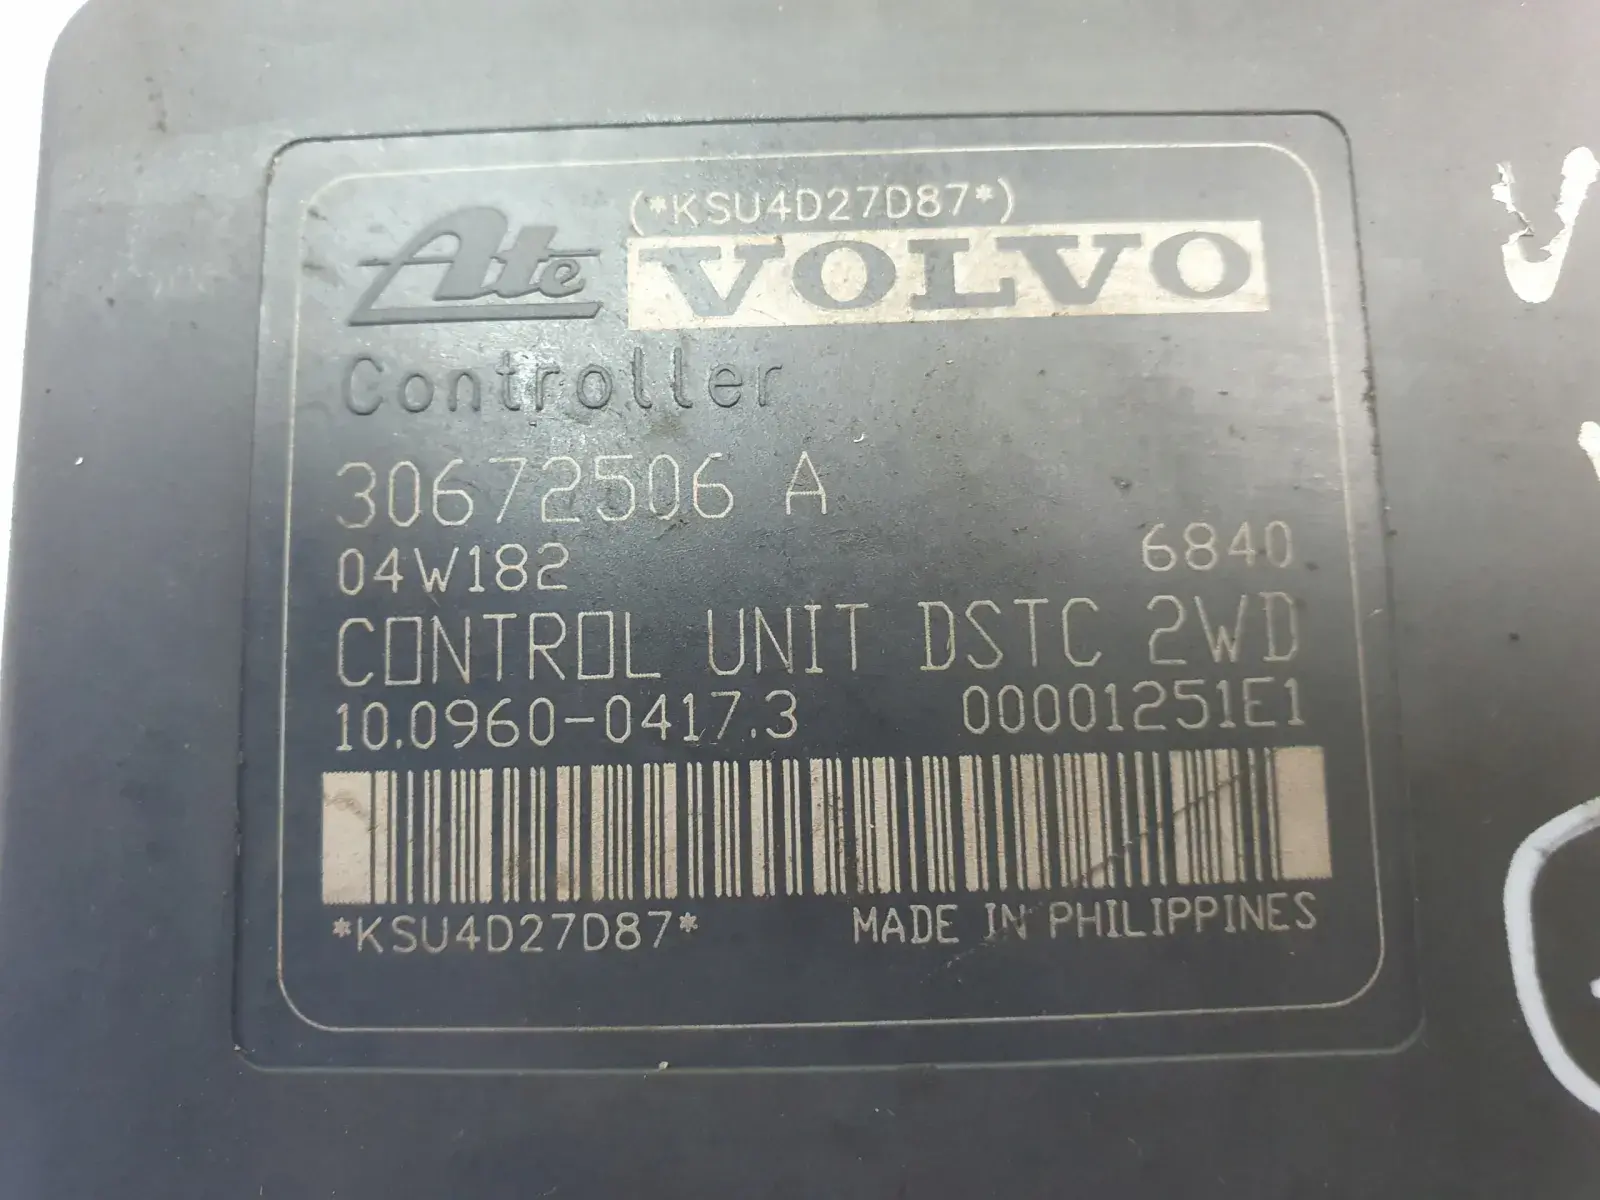 (*KSU4D27D87*)
Ate VOLVO
Controller
30672506 A
04W182 6840
CONTROL UNIT DSTC 2WD
10.0960-0417.3 00001251E1
*KSU4D27D87* MADE IN PHILIPPINES
V